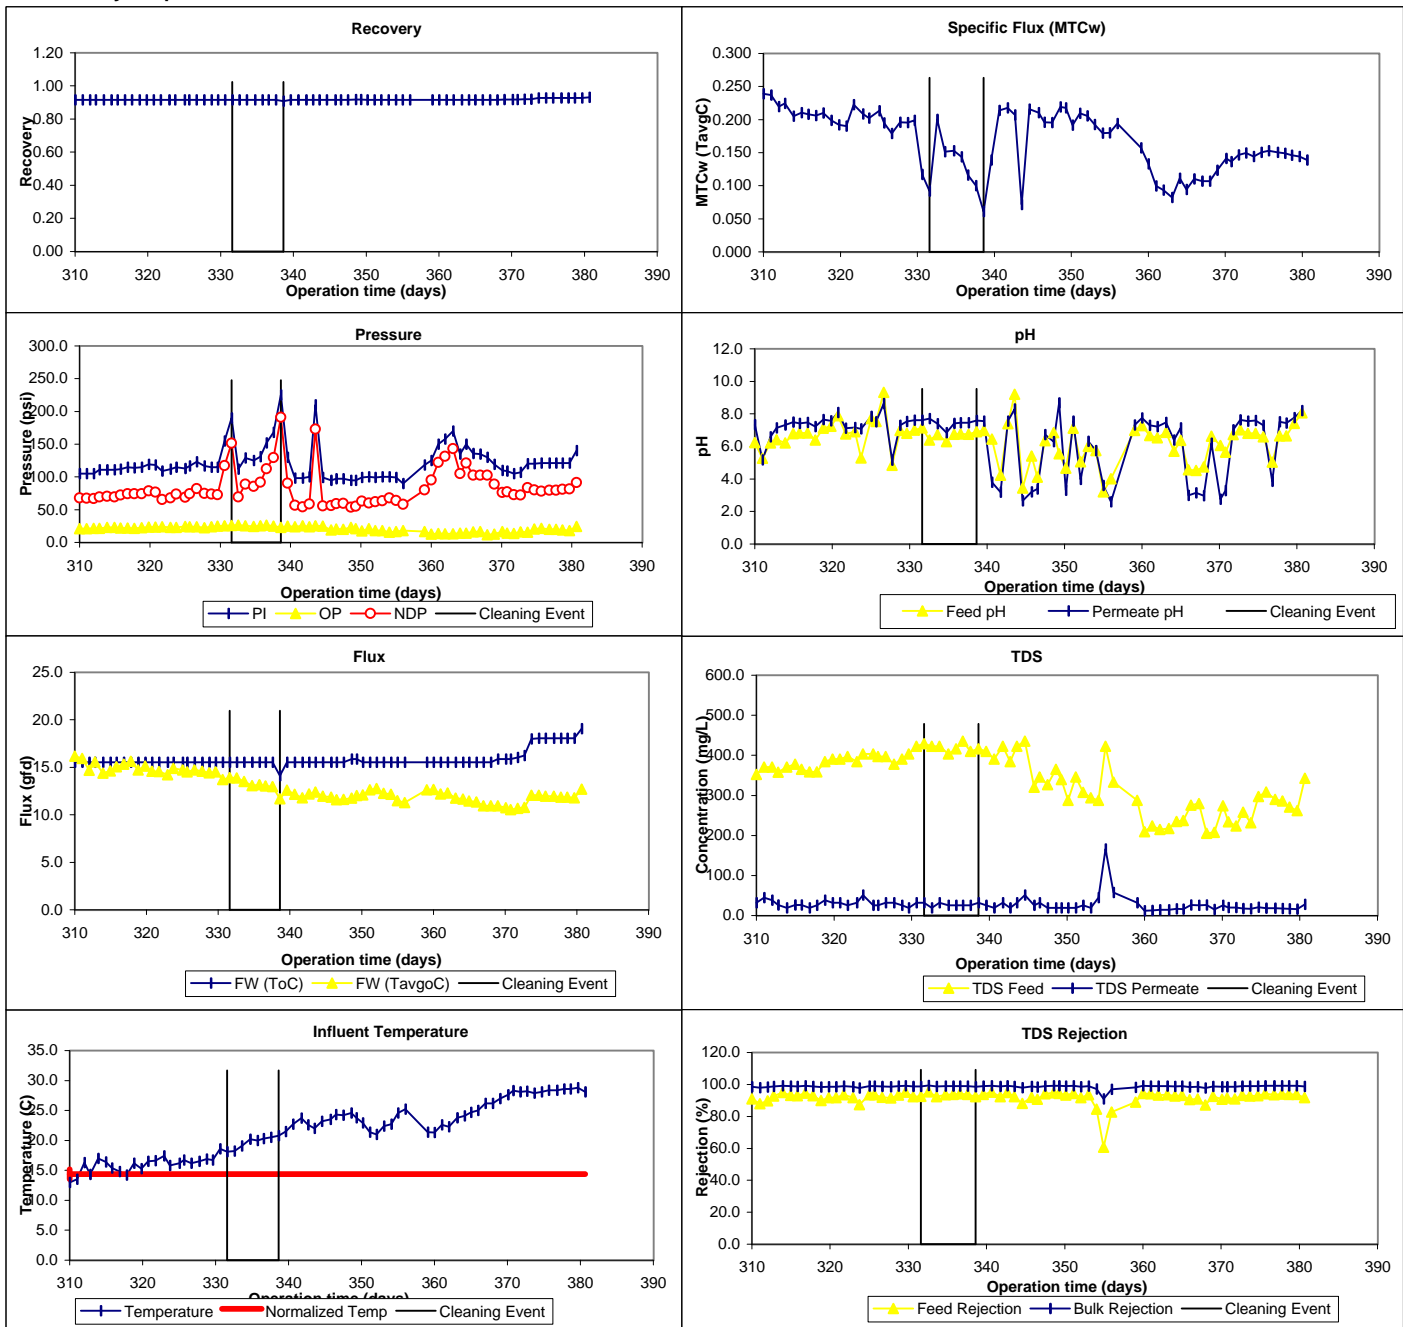 Recovery
1.20
1.00
0.80
0.60
0.40
0.20
0.00
Recovery
310 320 330 340 350 360 370 380 390
Operation time (days)
Specific Flux (MTCw)
0.300
0.250
0.200
0.150
0.100
0.050
0.000
MTCw (TavgC)
310 320 330 340 350 360 370 380 390
Operation time (days)
Pressure
300.0
250.0
200.0
150.0
100.0
50.0
0.0
Pressure (psi)
310 320 330 340 350 360 370 380 390
Operation time (days)
PI OP NDP Cleaning Event
pH
12.0
10.0
8.0
6.0
4.0
2.0
0.0
pH
310 320 330 340 350 360 370 380 390
Operation time (days)
Feed pH Permeate pH Cleaning Event
Flux
25.0
20.0
15.0
10.0
5.0
0.0
Flux (gfd)
310 320 330 340 350 360 370 380 390
Operation time (days)
FW (ToC) FW (TavgoC) Cleaning Event
TDS
600.0
500.0
400.0
300.0
200.0
100.0
0.0
Concentration (mg/L)
310 320 330 340 350 360 370 380 390
Operation time (days)
TDS Feed TDS Permeate Cleaning Event
Influent Temperature
35.0
30.0
25.0
20.0
15.0
10.0
5.0
0.0
Temperature (C)
310 320 330 340 350 360 370 380 390
Operation time (days)
Temperature Normalized Temp Cleaning Event
TDS Rejection
120.0
100.0
80.0
60.0
40.0
20.0
0.0
Rejection (%)
310 320 330 340 350 360 370 380 390
Operation time (days)
Feed Rejection Bulk Rejection Cleaning Event